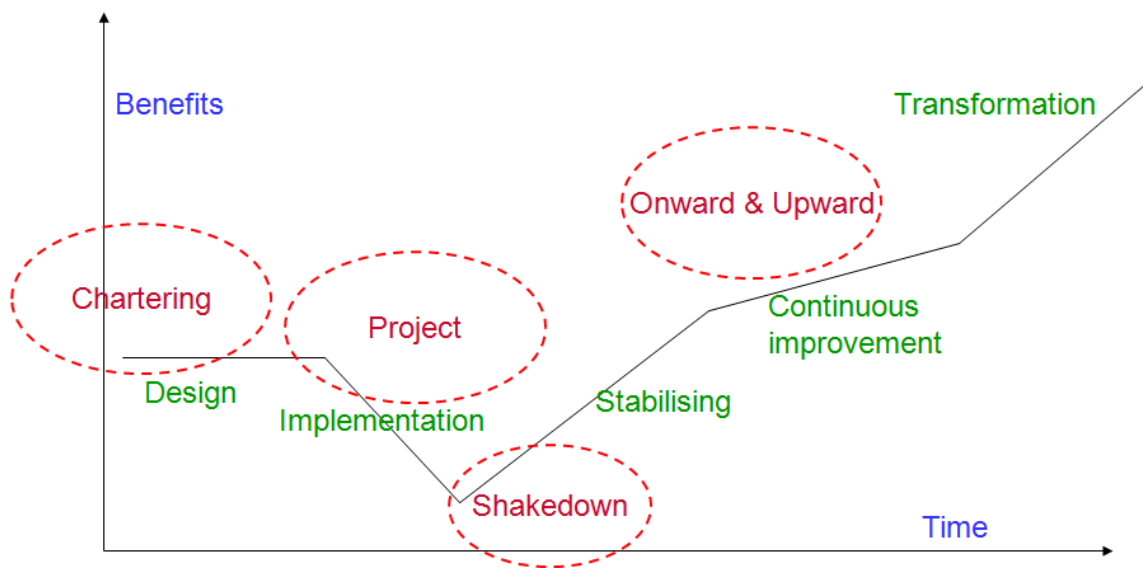 Benefits
Transformation
Onward & Upward
Chartering
Project
Continuous
improvement
Design
Implementation
Stabilising
Shakedown
Time